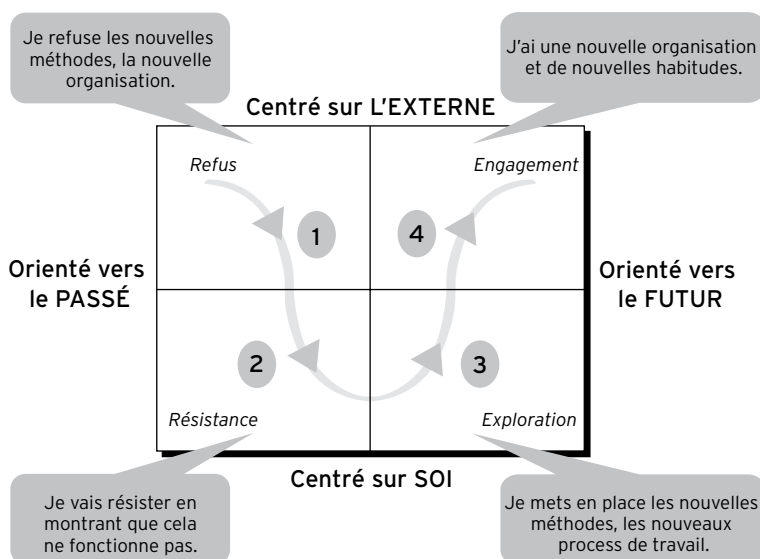 Je refuse les nouvelles
méthodes, la nouvelle
organisation.
J'ai une nouvelle organisation
et de nouvelles habitudes.
Centré sur L'EXTERNE
Refus
Engagement
1
4
Orienté vers
le PASSÉ
Orienté vers
le FUTUR
2
3
Résistance
Exploration
Centré sur SOI
Je vais résister en
montrant que cela
ne fonctionne pas.
Je mets en place les nouvelles
méthodes, les nouveaux
process de travail.